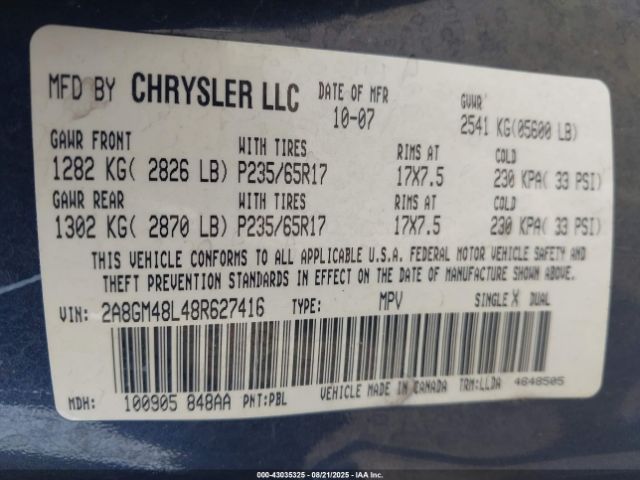 MFD BY CHRYSLER LLC DATE OF MFR GVWR
10-07 2541 KG(05600 LB)
GAWR FRONT WITH TIRES RIMS AT COLD
1282 KG( 2826 LB) P235/65R17 17X7.5 230 KPA( 33 PSI)
GAWR REAR WITH TIRES RIMS AT COLD
1302 KG( 2870 LB) P235/65R17 17X7.5 230 KPA( 33 PSI)
THIS VEHICLE CONFORMS TO ALL APPLICABLE U.S.A. FEDERAL MOTOR VEHICLE SAFETY AND
THEFT PREVENTION STANDARDS IN EFFECT ON THE DATE OF MANUFACTURE SHOWN ABOVE.
VIN: 2A8GM48L48R627416 TYPE: MPV SINGLE X DUAL
MDH: 100905 848AA PNT:PBL VEHICLE MADE IN CANADA TRM:LLDA 4648505
000-43035325 - 08/21/2025 - IAA, Inc.